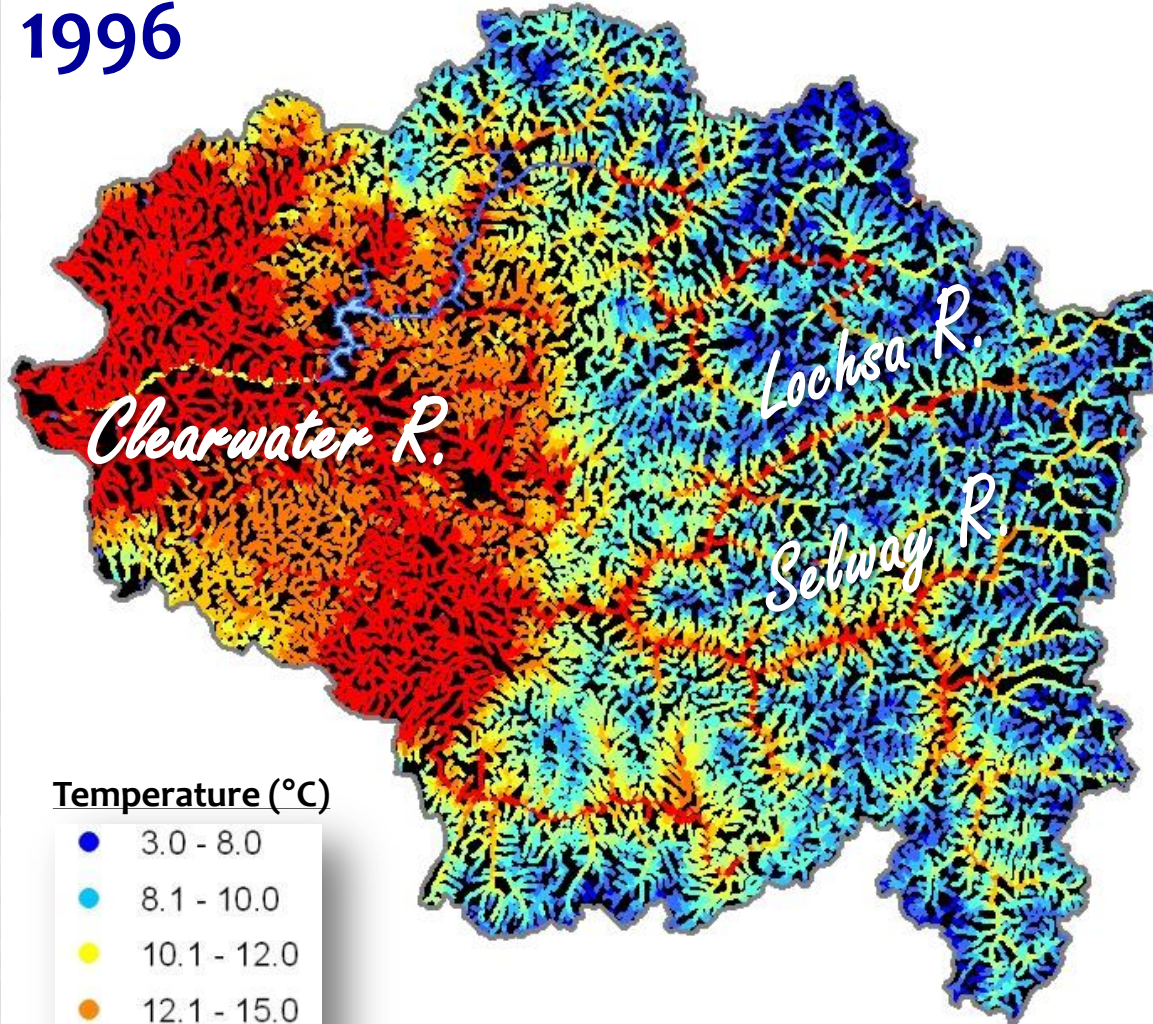 1996
Lochsa R.
Clearwater R.
Selway R.
Temperature (°C)
3.0 - 8.0
8.1 - 10.0
10.1 - 12.0
12.1 - 15.0